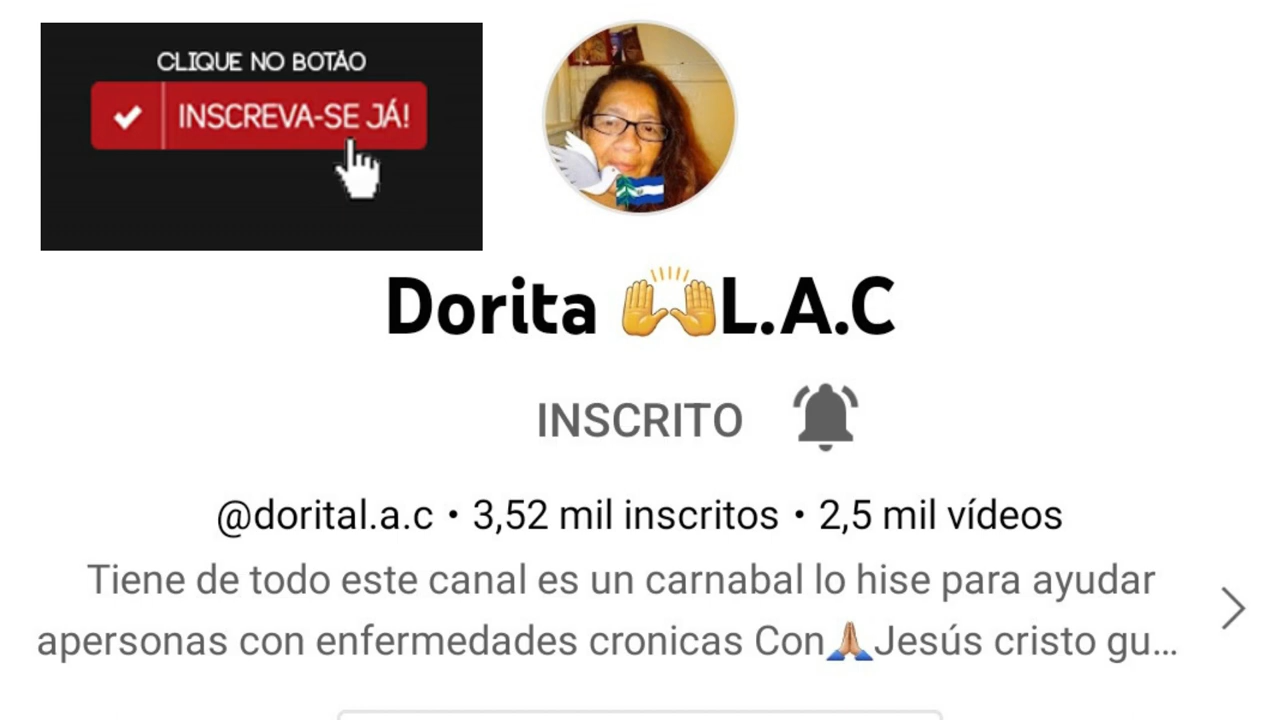 CLIQUE NO BOTÃO
INSCREVA-SE JÁ!
Dorita 🙌L.A.C
INSCRITO
@dorital.a.c • 3,52 mil inscritos • 2,5 mil vídeos
Tiene de todo este canal es un carnabal lo hise para ayudar
apersonas con enfermedades cronicas Con🙏Jesús cristo gu...